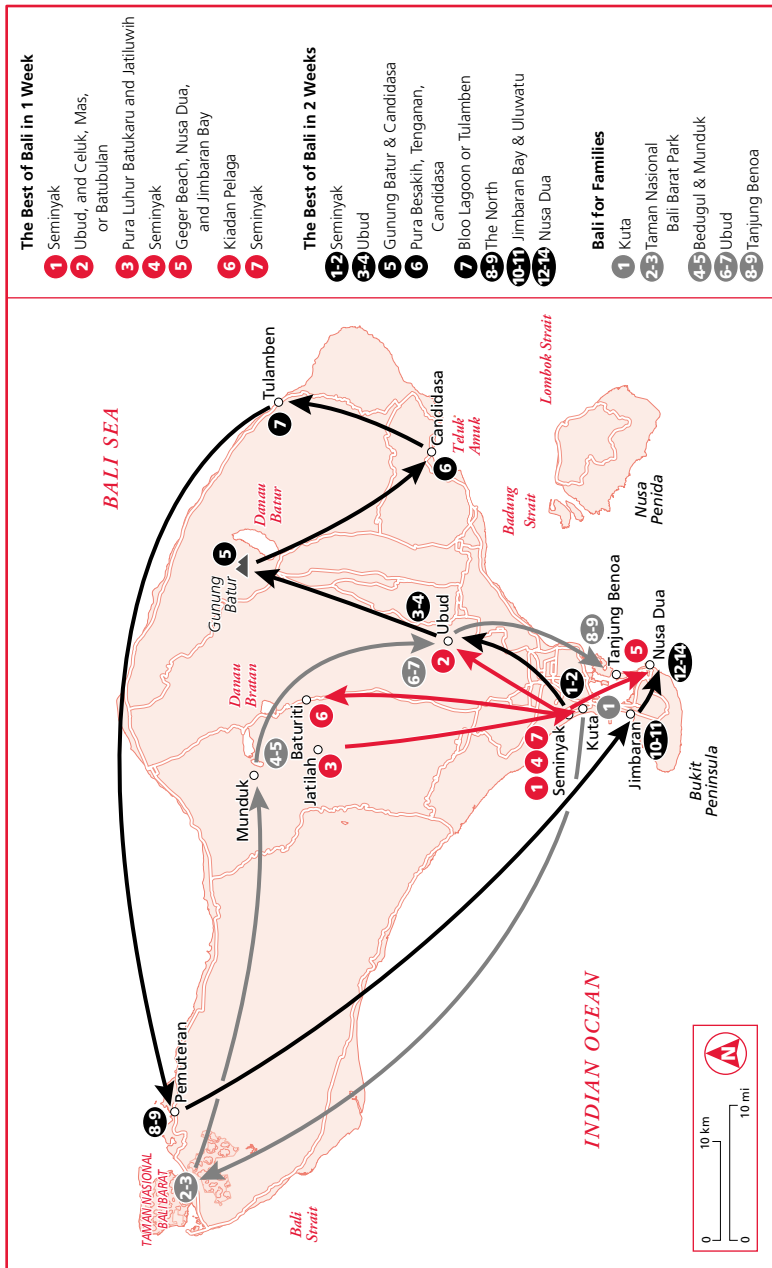 The Best of Bali in 1 Week
1 Seminyak
2 Ubud, and Celuk, Mas,
or Batubulan
3 Pura Luhur Batukaru and Jatiluwih
4 Seminyak
5 Geger Beach, Nusa Dua,
and Jimbaran Bay
6 Kiadan Pelaga
7 Seminyak
The Best of Bali in 2 Weeks
1-2 Seminyak
3-4 Ubud
5 Gunung Batur & Candidasa
6 Pura Besakih, Tenganan,
Candidasa
7 Bloo Lagoon or Tulamben
8-9 The North
10-11 Jimbaran Bay & Uluwatu
12-14 Nusa Dua
Bali for Families
1 Kuta
2-3 Taman Nasional
Bali Barat Park
4-5 Bedugul & Munduk
6-7 Ubud
8-9 Tanjung Benoa
BALI SEA
TAMAN NASIONAL
BALI BARAT
2-3
8-9
Pemuteran
Bali
Strait
Munduk
4-5
Danau
Bratan
Baturiti
6
Jatilah
3
Gunung
Batur
5
Danau
Batur
7
Tulamben
6
Candidasa
Teluk
Amuk
Lombok Strait
Badung
Strait
Nusa
Penida
3-4
Ubud
2
6-7
1 4 7
Seminyak
1-2
Kuta
1
8-9
Tanjung Benoa
5
Nusa Dua
12-14
Jimbaran
10-11
Bukit
Peninsula
INDIAN OCEAN
0 10 km
0 10 mi
N